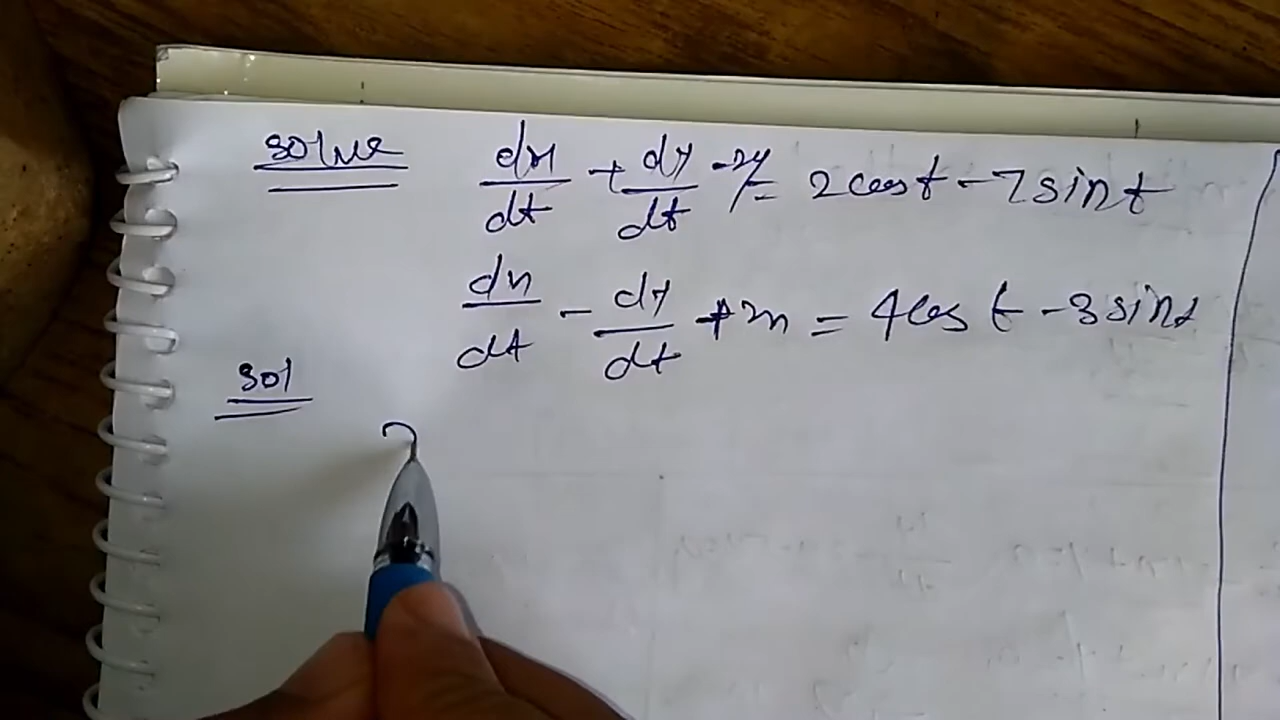 solve dx/dt + dy/dt - 2y = 2cost - 7sint
dx/dt - dy/dt + 2x = 4cost - 3sint
sol